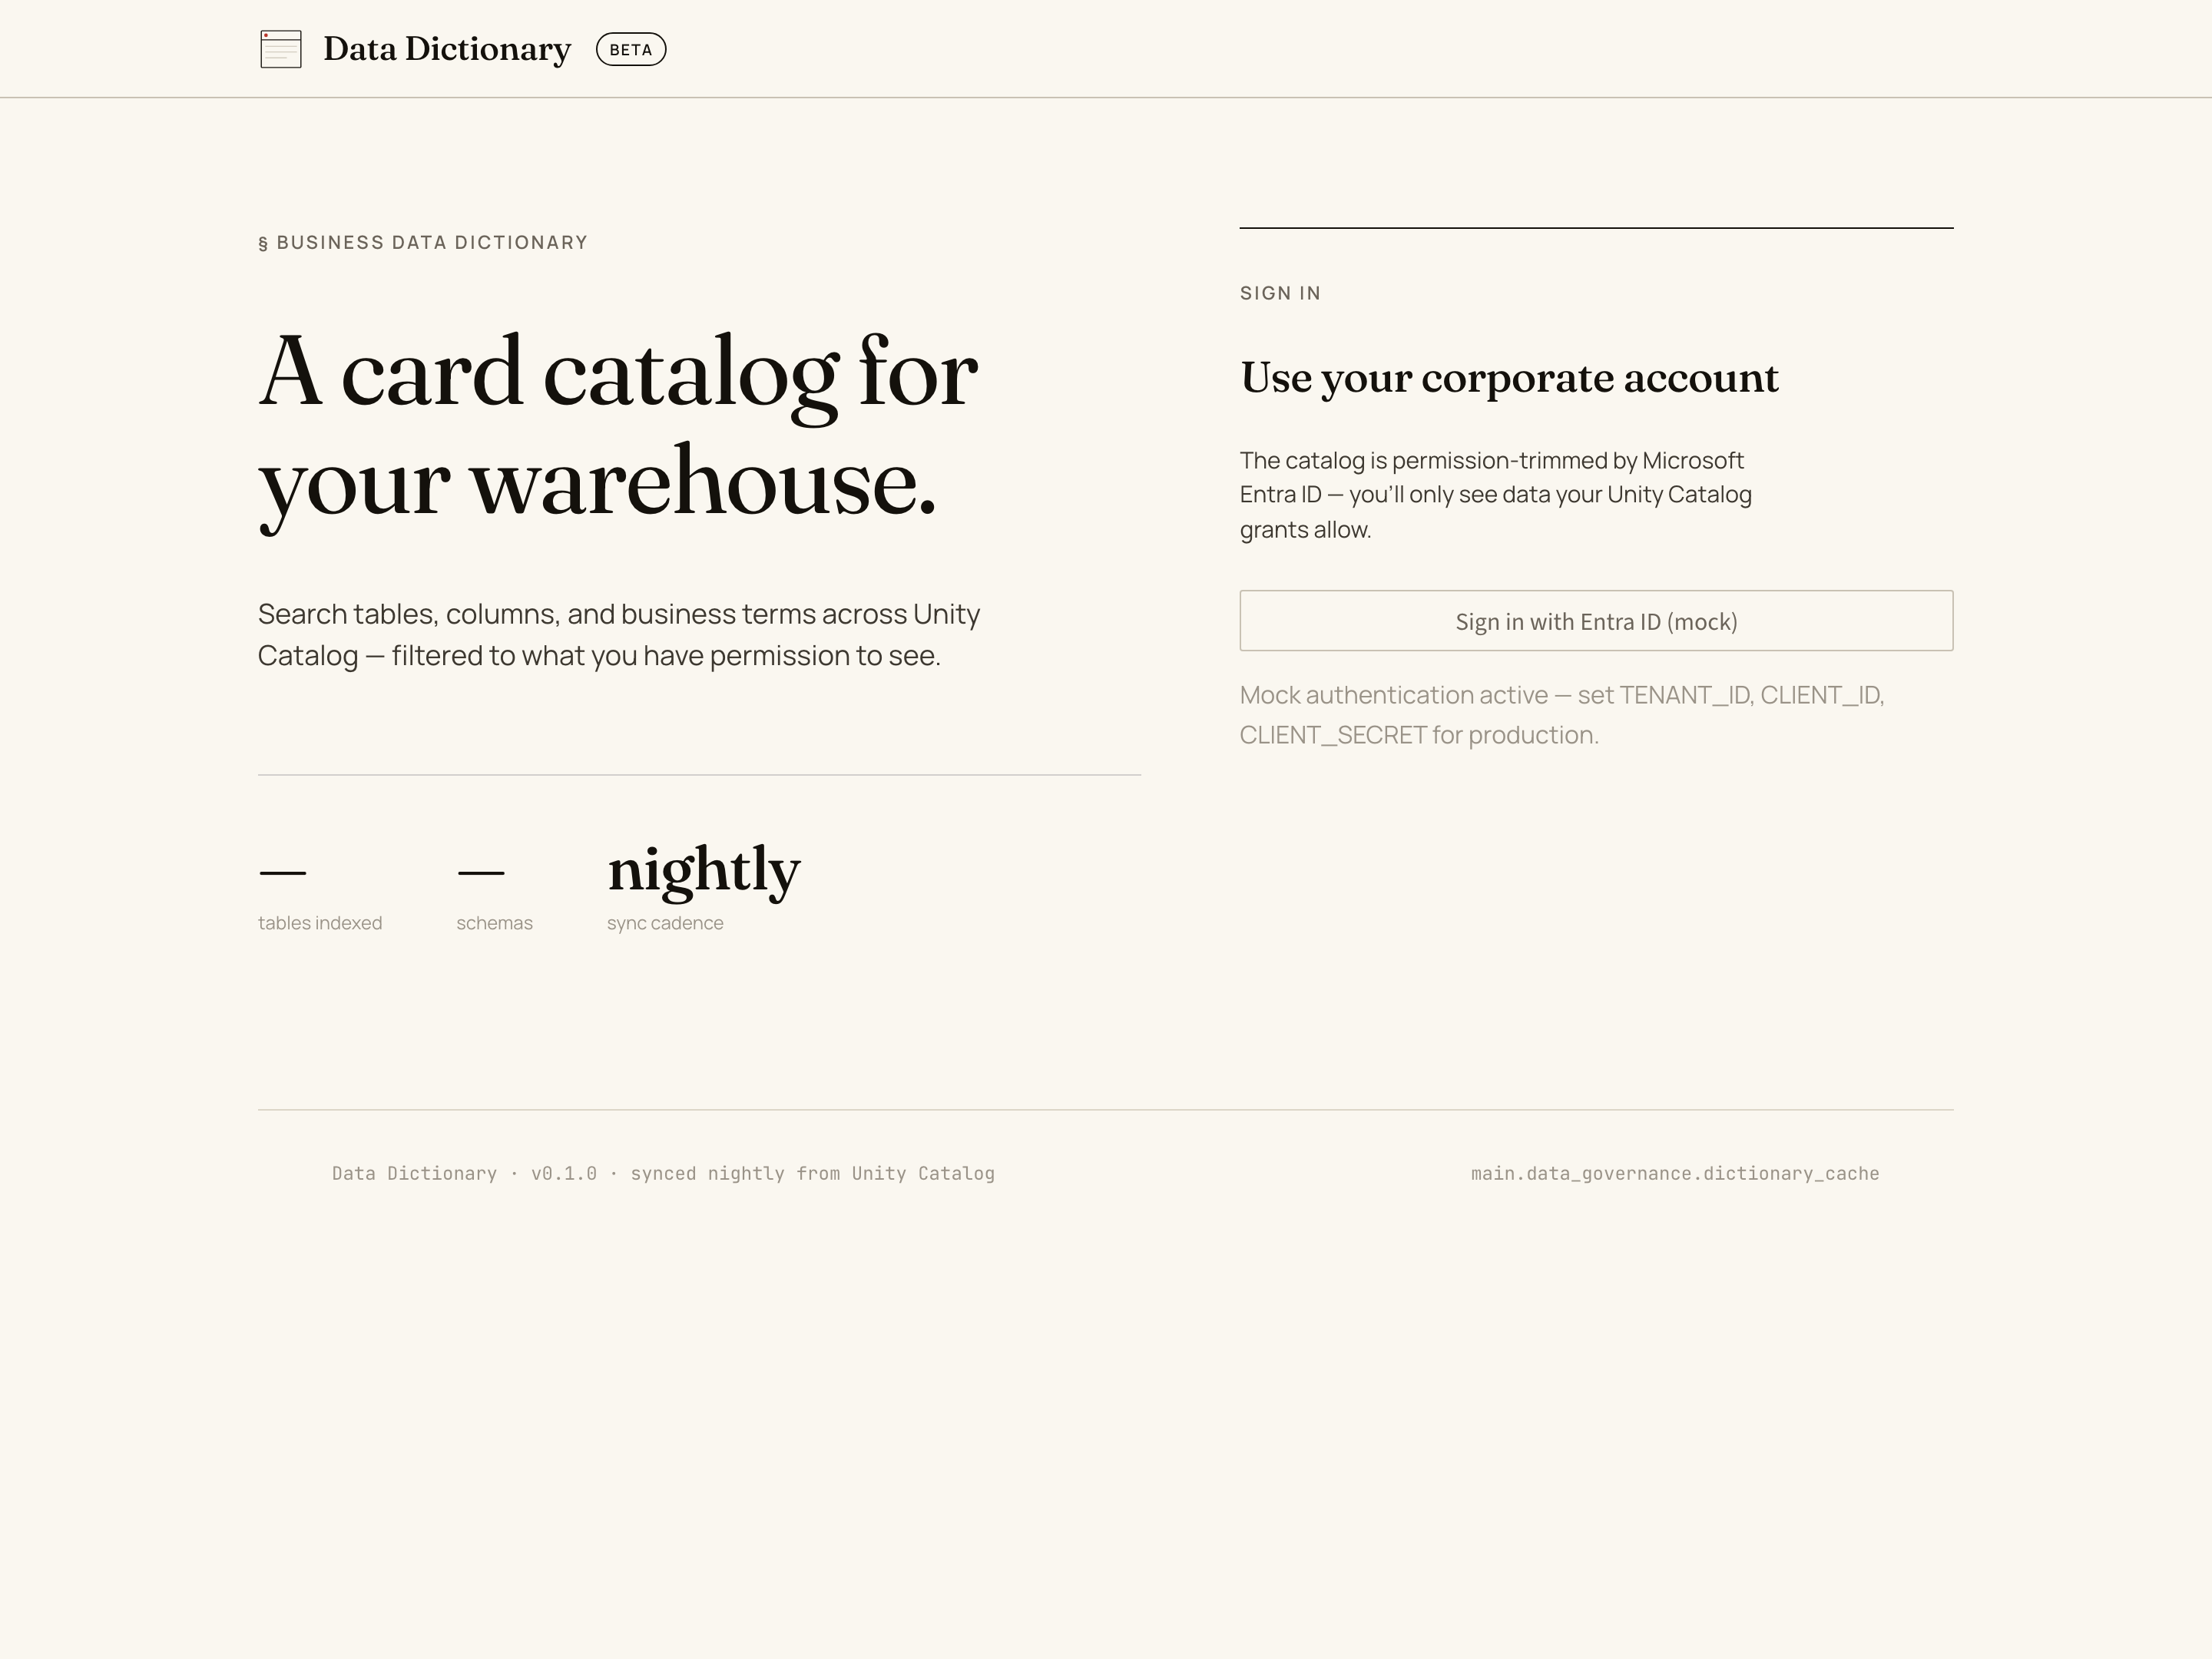 Data Dictionary BETA
§ BUSINESS DATA DICTIONARY
A card catalog for
your warehouse.
Search tables, columns, and business terms across Unity
Catalog — filtered to what you have permission to see.
— — nightly
tables indexed schemas sync cadence
SIGN IN
Use your corporate account
The catalog is permission-trimmed by Microsoft
Entra ID — you’ll only see data your Unity Catalog
grants allow.
Sign in with Entra ID (mock)
Mock authentication active — set TENANT_ID, CLIENT_ID,
CLIENT_SECRET for production.
Data Dictionary · v0.1.0 · synced nightly from Unity Catalog
main.data_governance.dictionary_cache